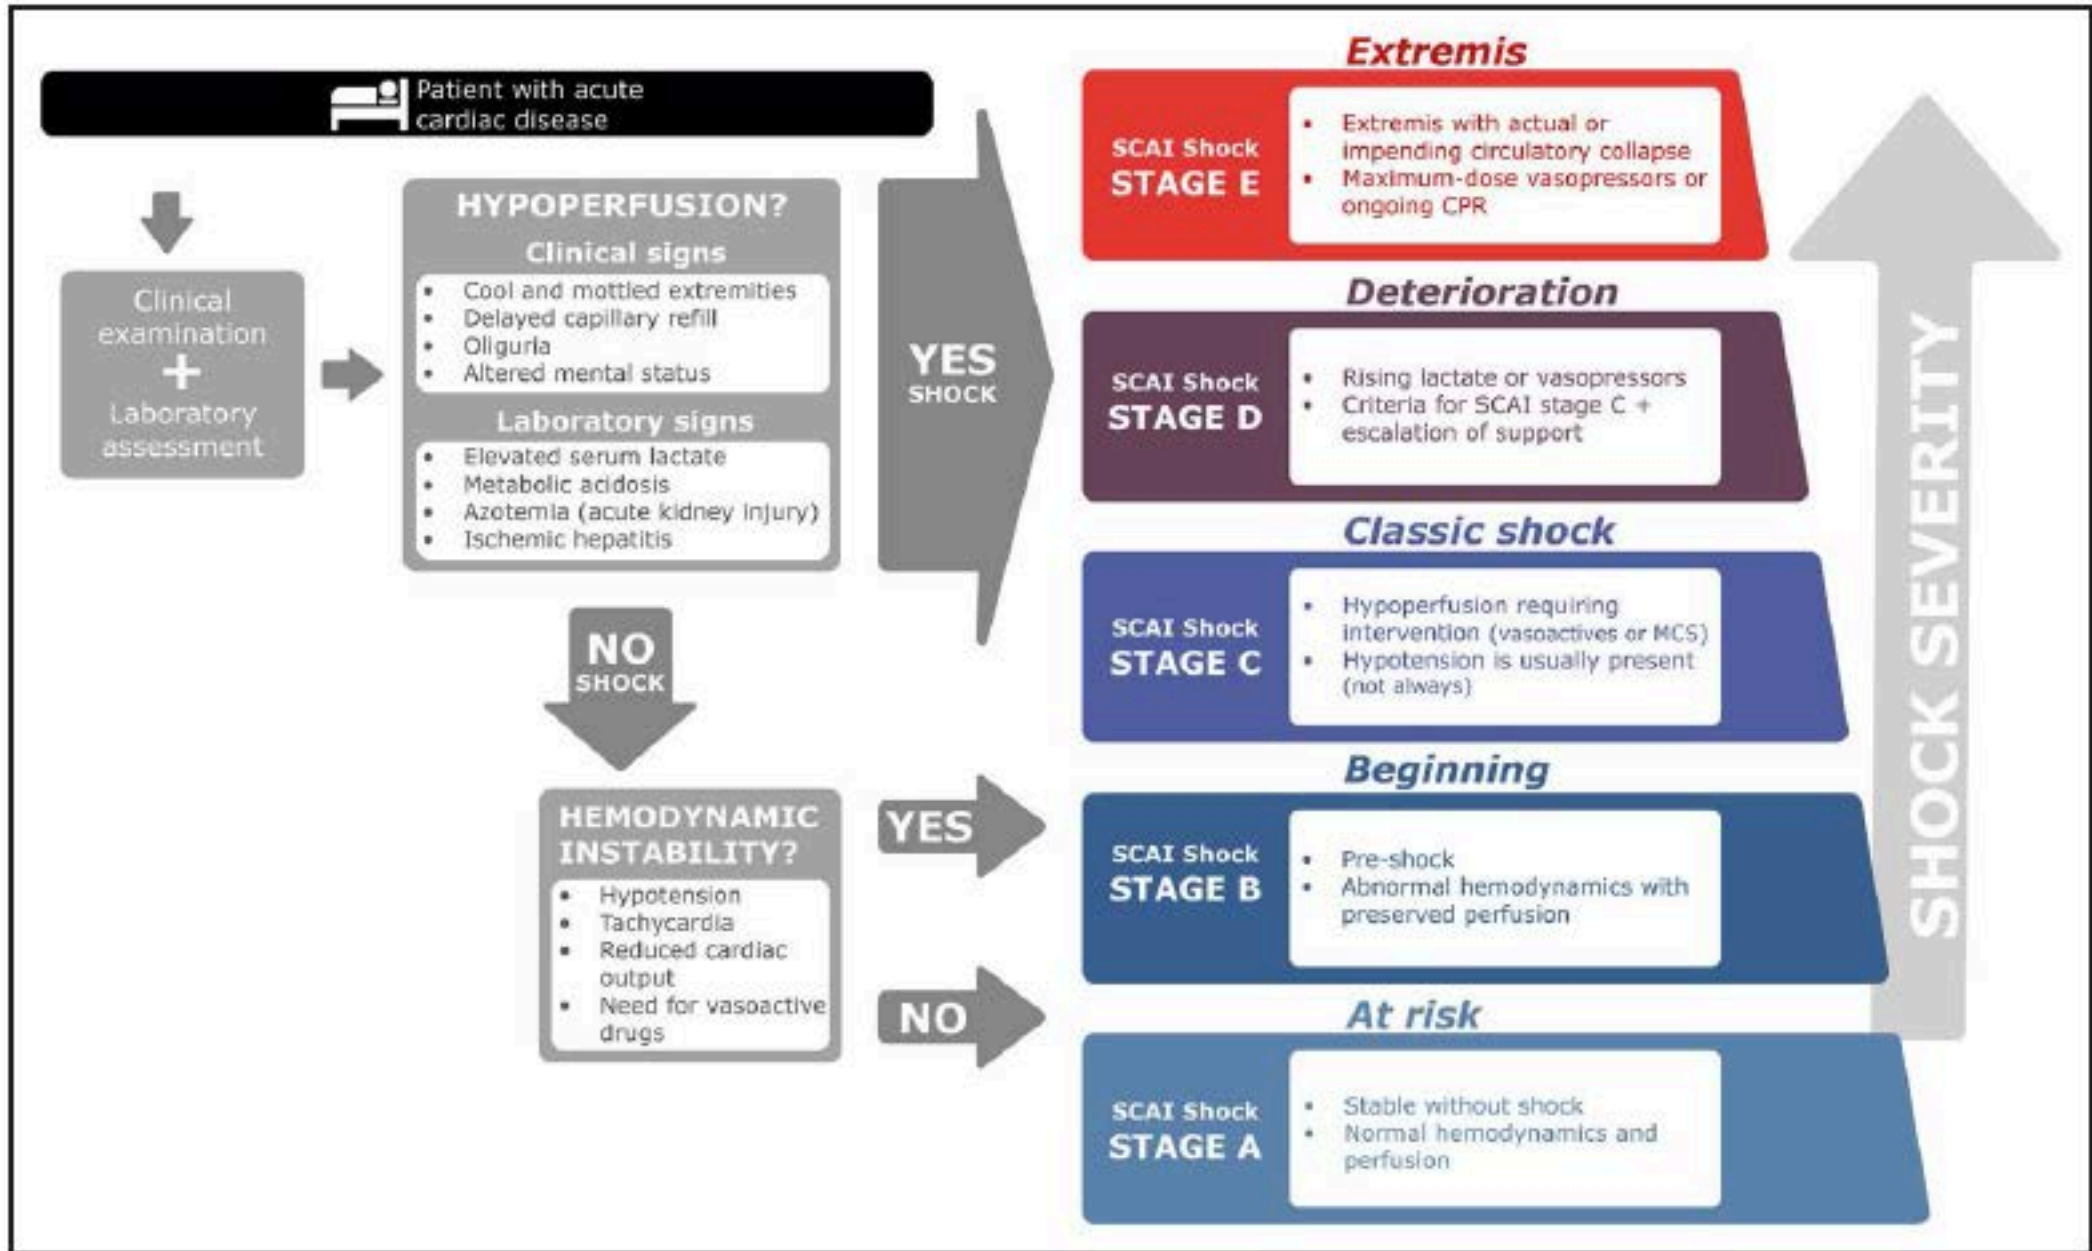 Patient with acute
cardiac disease
Clinical
examination
+
Laboratory
assessment
HYPOPERFUSION?
Clinical signs
• Cool and mottled extremities
• Delayed capillary refill
• Oliguria
• Altered mental status
Laboratory signs
• Elevated serum lactate
• Metabolic acidosis
• Azotemia (acute kidney injury)
• Ischemic hepatitis
YES
SHOCK
NO
SHOCK
HEMODYNAMIC
INSTABILITY?
• Hypotension
• Tachycardia
• Reduced cardiac
output
• Need for vasoactive
drugs
YES
NO
Extremis
SCAI Shock
STAGE E
• Extremis with actual or
impending circulatory collapse
• Maximum-dose vasopressors or
ongoing CPR
Deterioration
SCAI Shock
STAGE D
• Rising lactate or vasopressors
• Criteria for SCAI stage C +
escalation of support
Classic shock
SCAI Shock
STAGE C
• Hypoperfusion requiring
intervention (vasoactives or MCS)
• Hypotension is usually present
(not always)
Beginning
SCAI Shock
STAGE B
• Pre-shock
• Abnormal hemodynamics with
preserved perfusion
At risk
SCAI Shock
STAGE A
• Stable without shock
• Normal hemodynamics and
perfusion
SHOCK SEVERITY